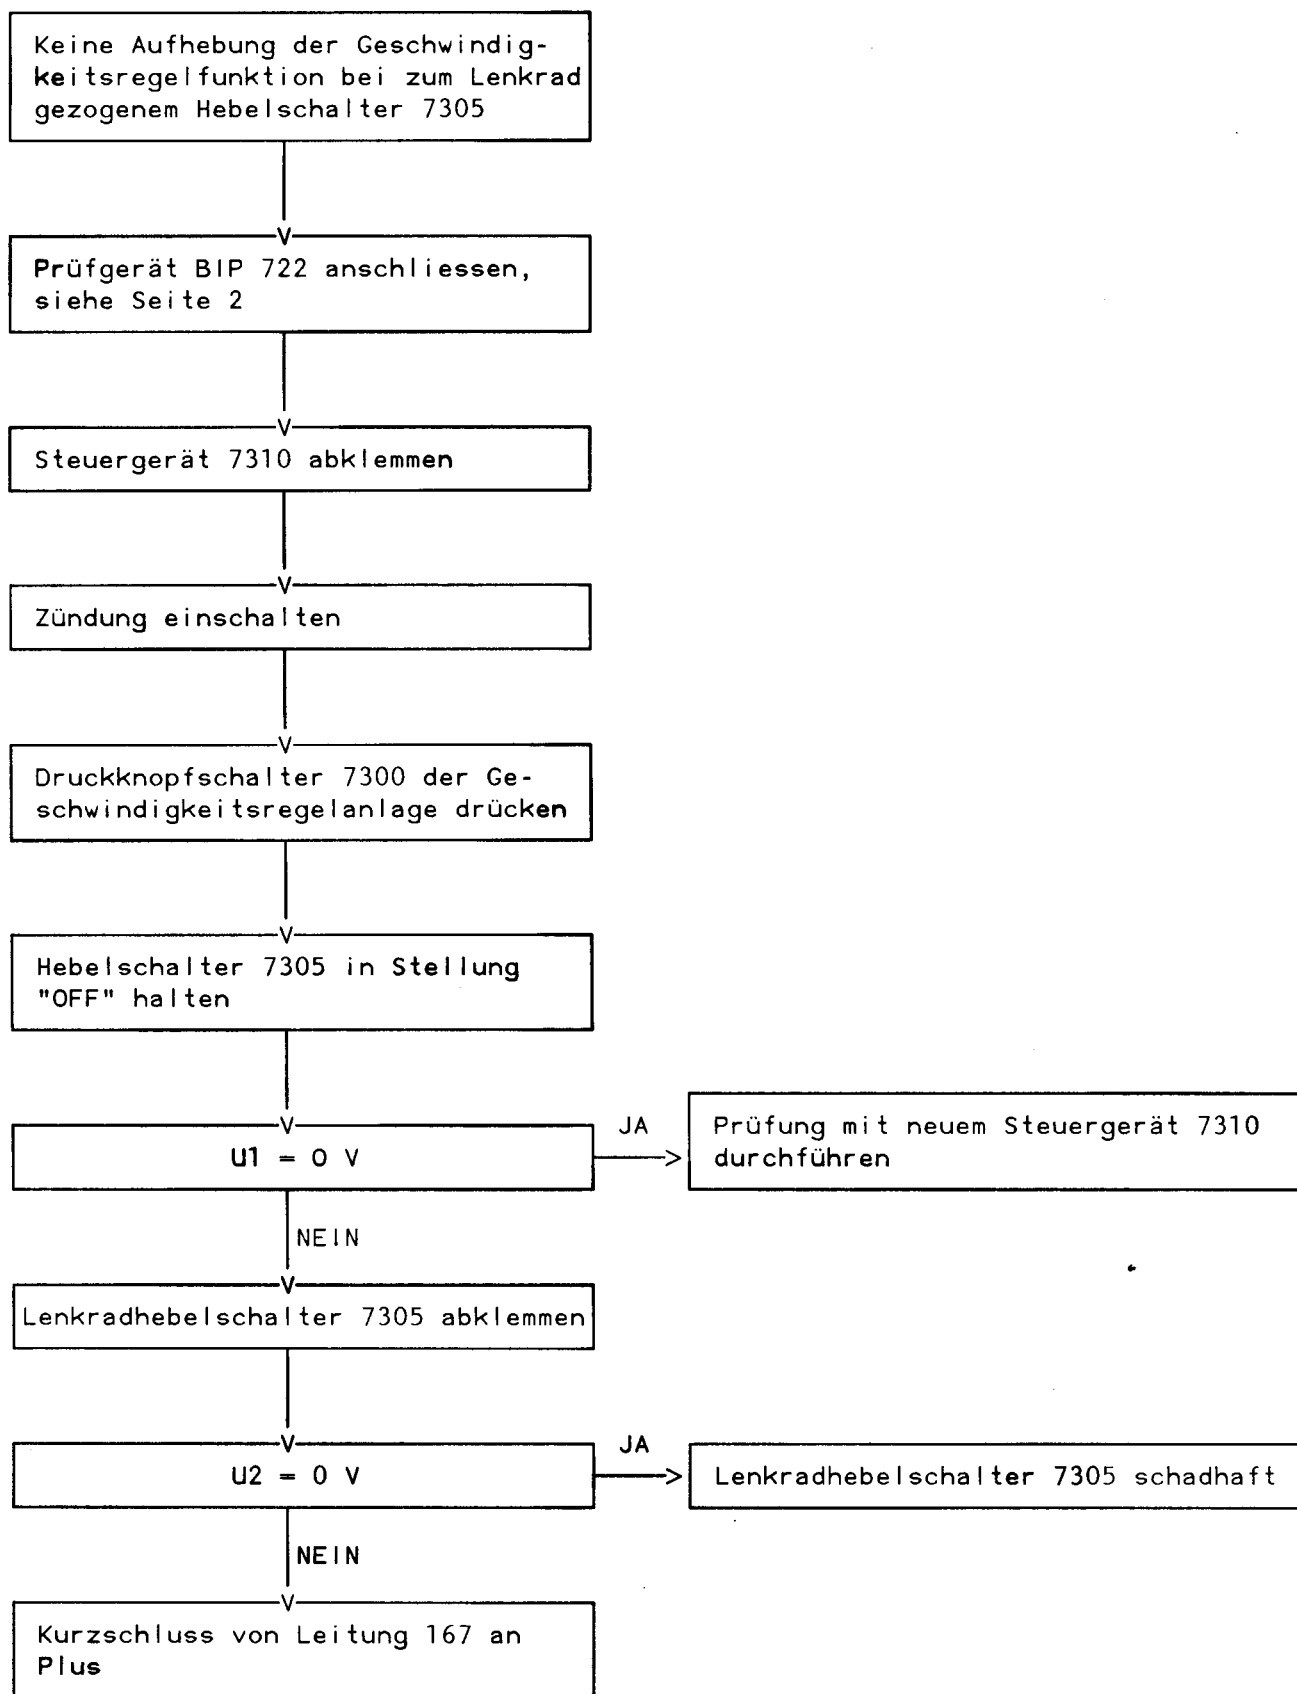 Keine Aufhebung der Geschwindig-
keitsregelfunktion bei zum Lenkrad
gezogenem Hebelschalter 7305
Prüfgerät BIP 722 anschliessen,
siehe Seite 2
Steuergerät 7310 abklemmen
Zündung einschalten
Druckknopfschalter 7300 der Ge-
schwindigkeitsregelanlage drücken
Hebelschalter 7305 in Stellung
"OFF" halten
U1 = 0 V
JA
Prüfung mit neuem Steuergerät 7310
durchführen
NEIN
Lenkradhebelschalter 7305 abklemmen
U2 = 0 V
JA
Lenkradhebelschalter 7305 schadhaft
NEIN
Kurzschluss von Leitung 167 an
Plus